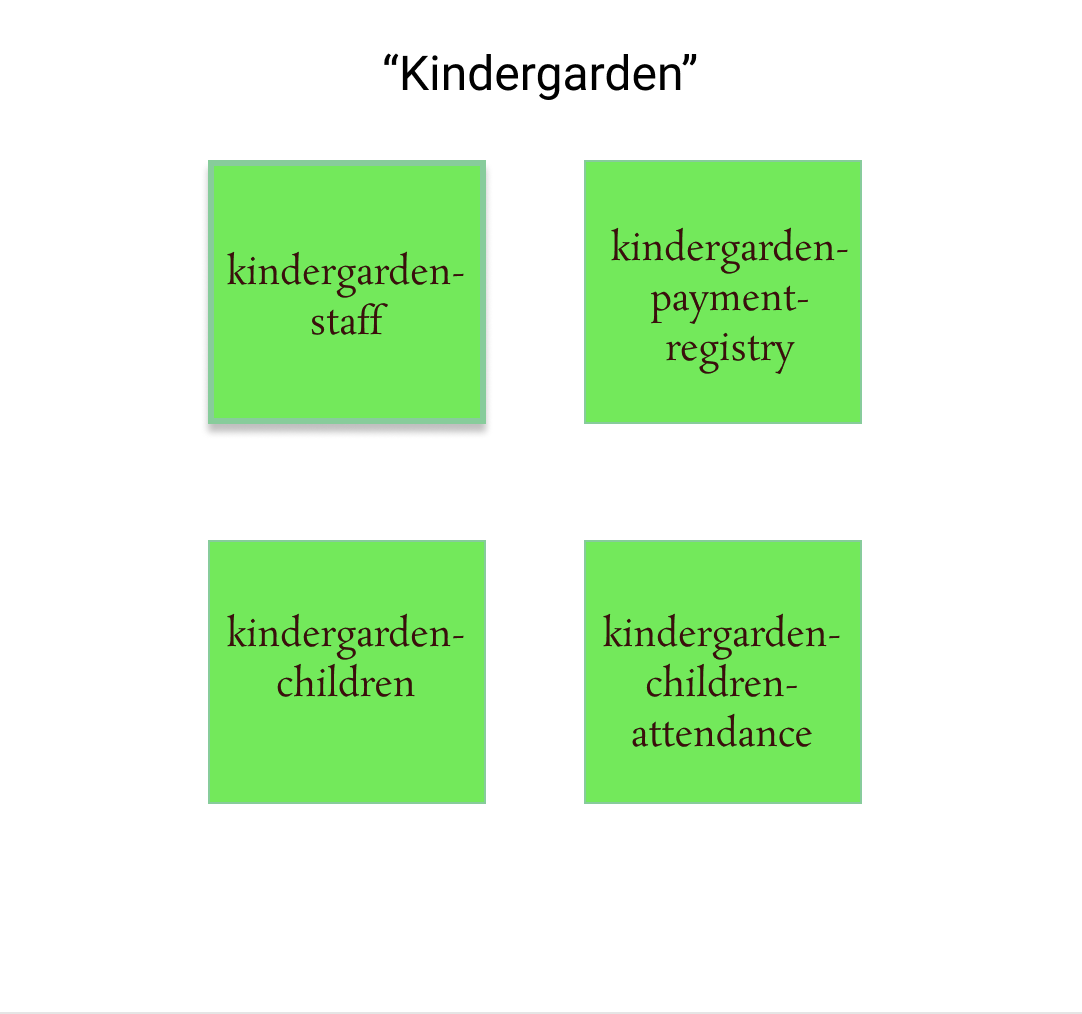 “Kindergarden”
kindergarden-
staff
kindergarden-
payment-
registry
kindergarden-
children
kindergarden-
children-
attendance